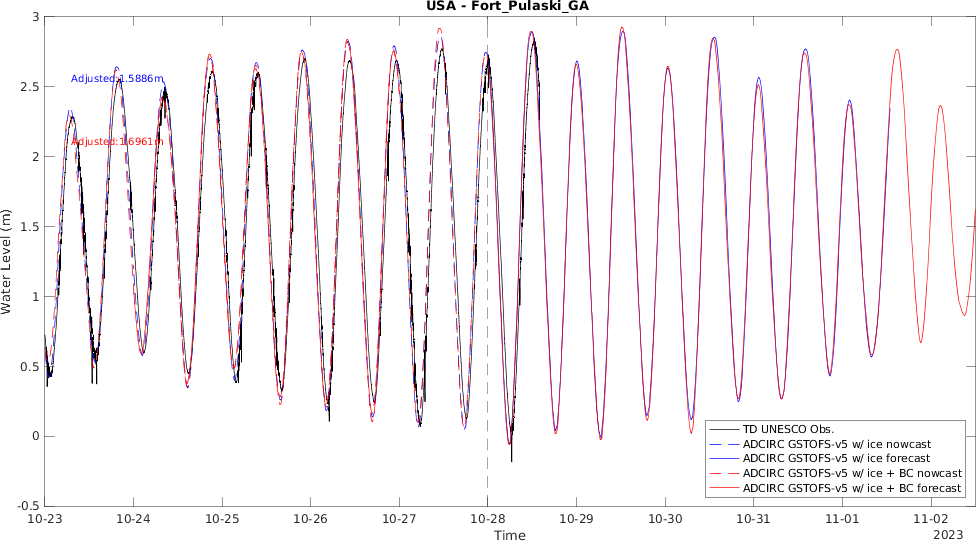 USA - Fort_Pulaski_GA
3
2.5
2
1.5
1
0.5
0
-0.5
Water Level (m)
Adjusted:1.5886m
Adjusted:1.6961m
TD UNESCO Obs.
ADCIRC GSTOFS-v5 w/ ice nowcast
ADCIRC GSTOFS-v5 w/ ice forecast
ADCIRC GSTOFS-v5 w/ ice + BC nowcast
ADCIRC GSTOFS-v5 w/ ice + BC forecast
10-23 10-24 10-25 10-26 10-27 10-28 10-29 10-30 10-31 11-01 11-02
Time
2023